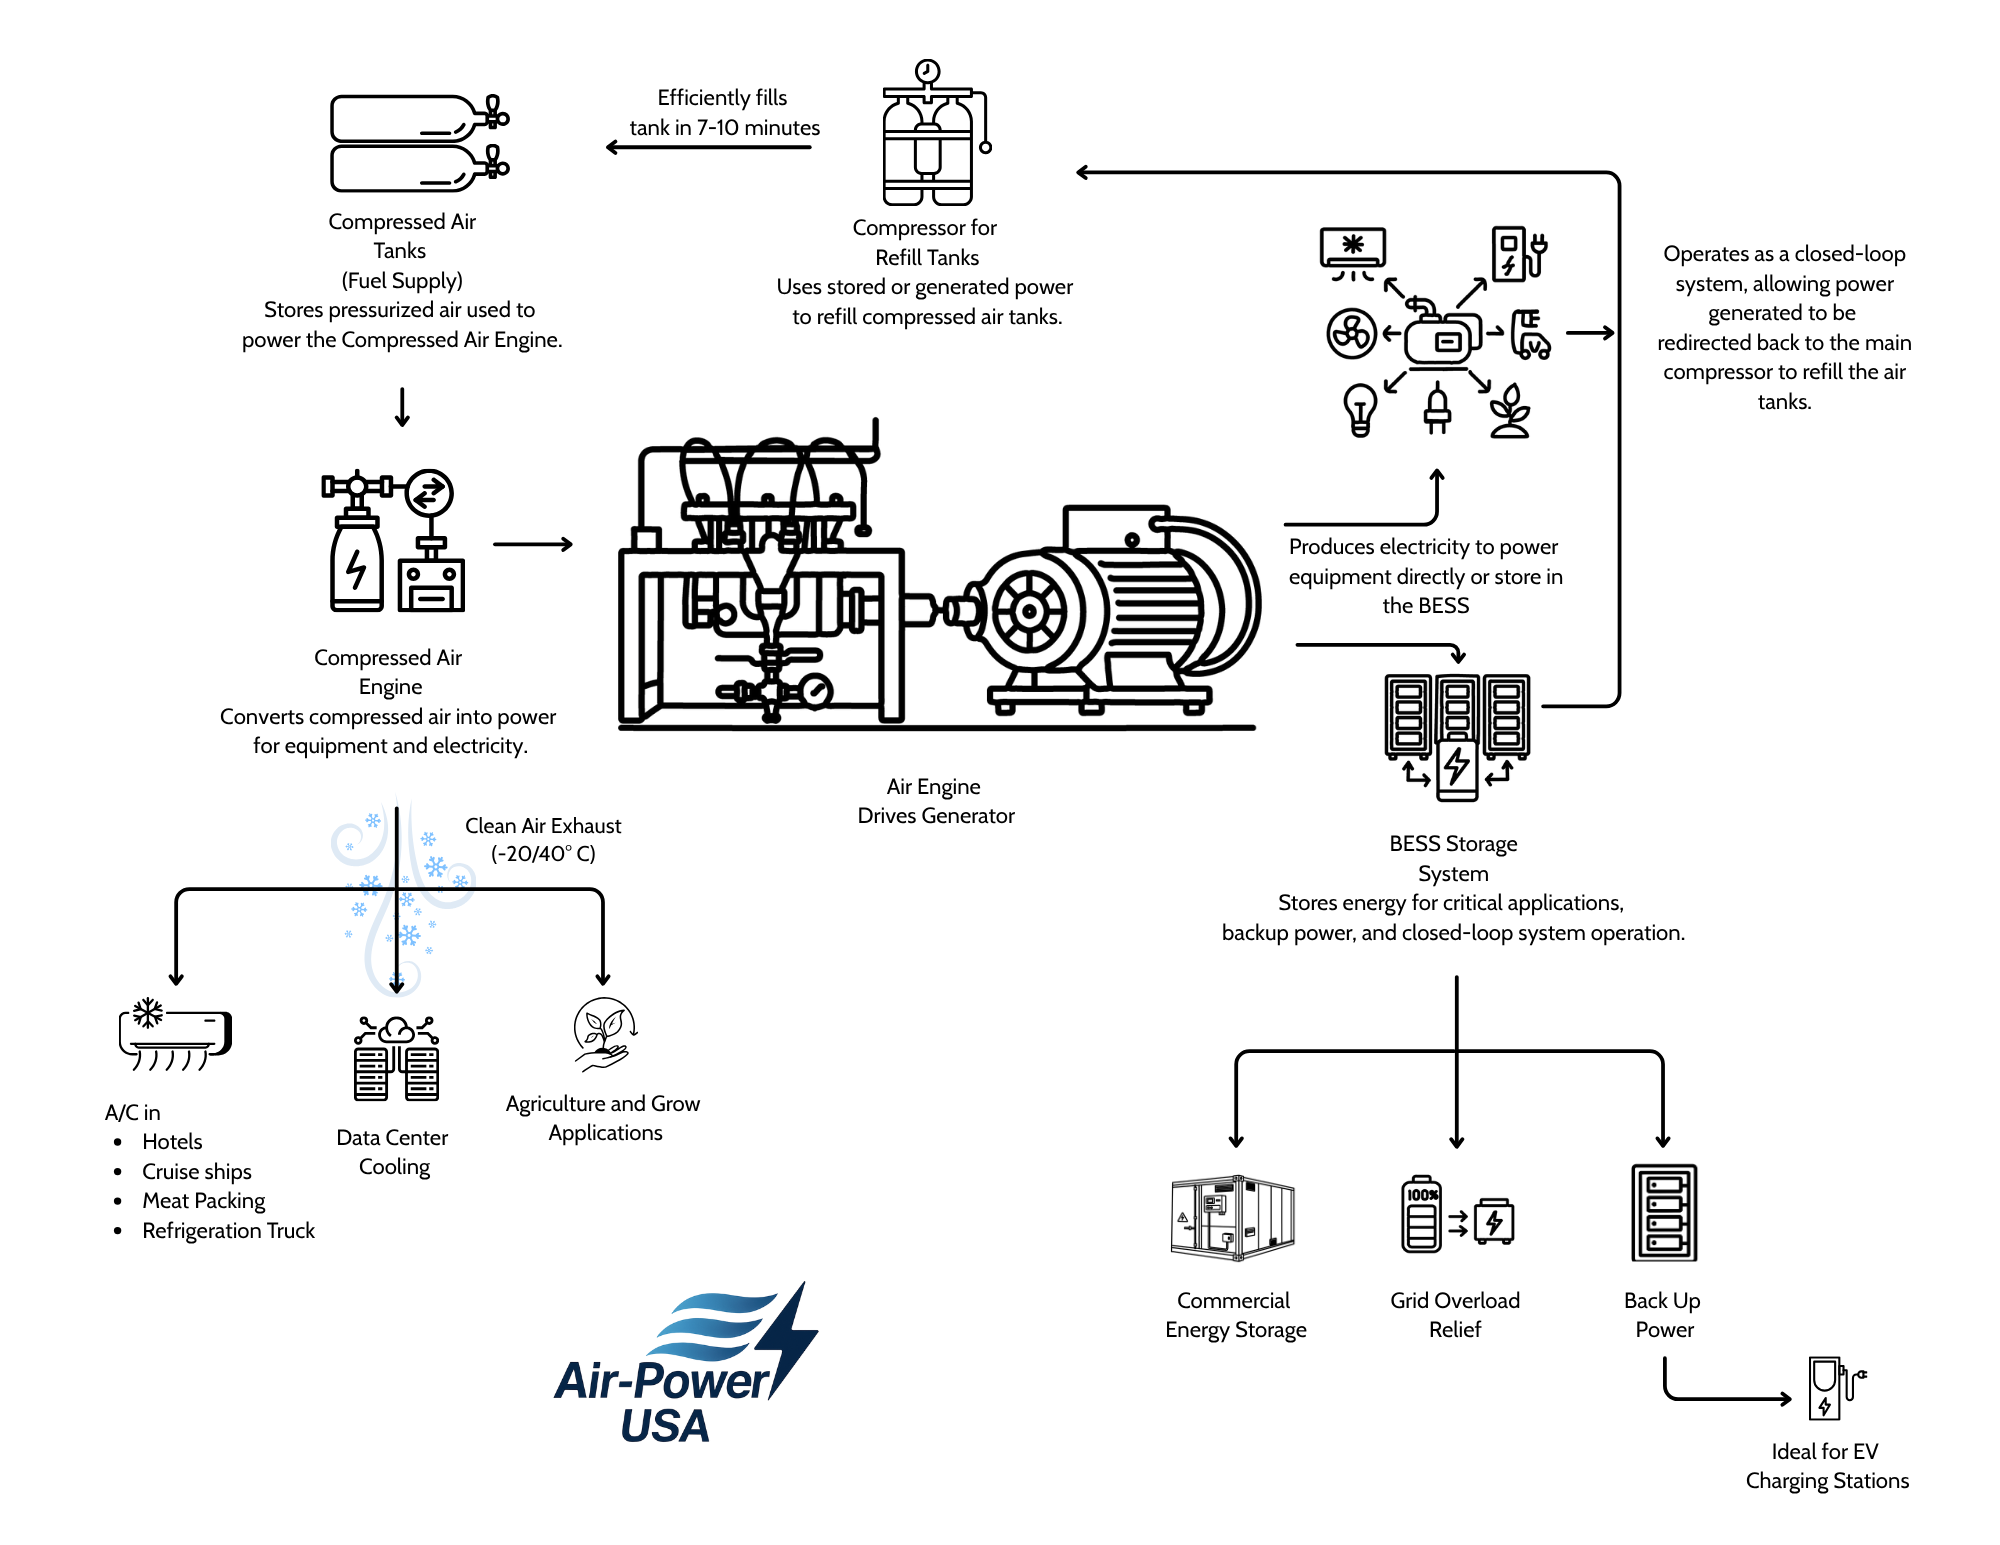 Efficiently fills
tank in 7-10 minutes
Compressed Air
Tanks
(Fuel Supply)
Stores pressurized air used to
power the Compressed Air Engine.
Compressor for
Refill Tanks
Uses stored or generated power
to refill compressed air tanks.
Operates as a closed-loop
system, allowing power
generated to be
redirected back to the main
compressor to refill the air
tanks.
Compressed Air
Engine
Converts compressed air into power
for equipment and electricity.
Air Engine
Drives Generator
Produces electricity to power
equipment directly or store in
the BESS
BESS Storage
System
Stores energy for critical applications,
backup power, and closed-loop system operation.
Clean Air Exhaust
(-20/40° C)
A/C in
• Hotels
• Cruise ships
• Meat Packing
• Refrigeration Truck
Data Center
Cooling
Agriculture and Grow
Applications
100%
Commercial
Energy Storage
Grid Overload
Relief
Back Up
Power
Ideal for EV
Charging Stations
Air-Power
USA